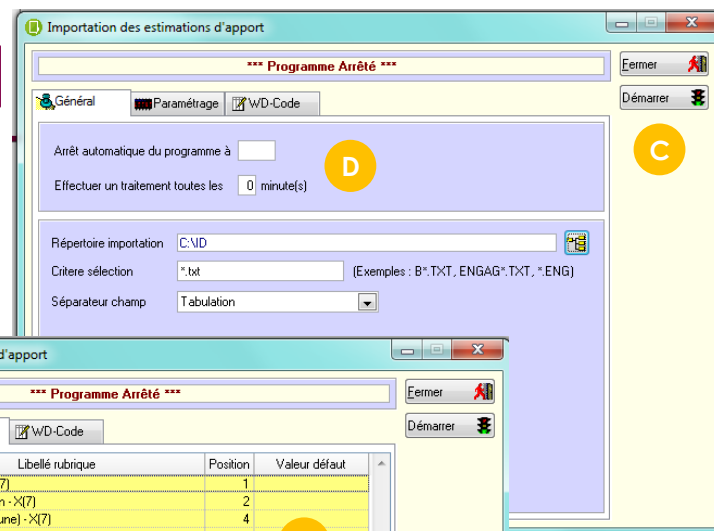 Importation des estimations d'apport
*** Programme Arrêté ***
Fermer
Général
Paramétrage
WD-Code
Démarrer
C
Arrêt automatique du programme à
D
Effectuer un traitement toutes les 0 minute(s)
Répertoire importation C:\ID
Critere sélection *.txt (Exemples : B*.TXT, ENGAG*.TXT, *.ENG)
Séparateur champ Tabulation
d'apport
*** Programme Arrêté ***
Fermer
WD-Code
Démarrer
Libellé rubrique Position Valeur défaut
7) 1
n - X(7) 2
une) - X(7) 4